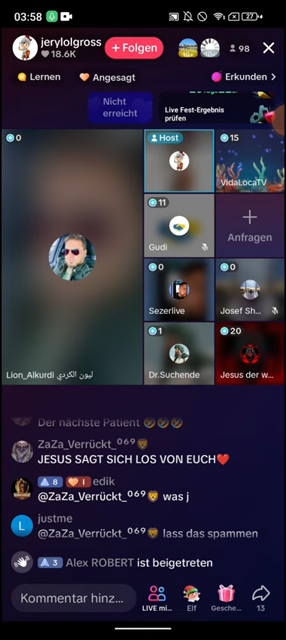 03:58
27
jerylolgross
18.6K
+ Folgen
98
Lernen
Angesagt
Erkunden >
Nicht
erreicht
Live Fest-Ergebnis
prüfen
0
Host
15
VidaLocaTV
11
Gudi
Anfragen
0
Sezerlive
0
Josef Sh...
1
Dr.Suchende
20
Jesus der w...
Lion_Alkurdi ليون الكردي
Der nächste Patient 🤣🤣🤣
ZaZa_Verrückt_⁰⁶⁹🦁
JESUS SAGT SICH LOS VON EUCH❤️
8 I edik
@ZaZa_Verrückt_⁰⁶⁹🦁 was j
justme
@ZaZa_Verrückt_⁰⁶⁹🦁 lass das spammen
3 Alex ROBERT ist beigetreten
Kommentar hinz...
LIVE mi...
Elf
Gesche...
13